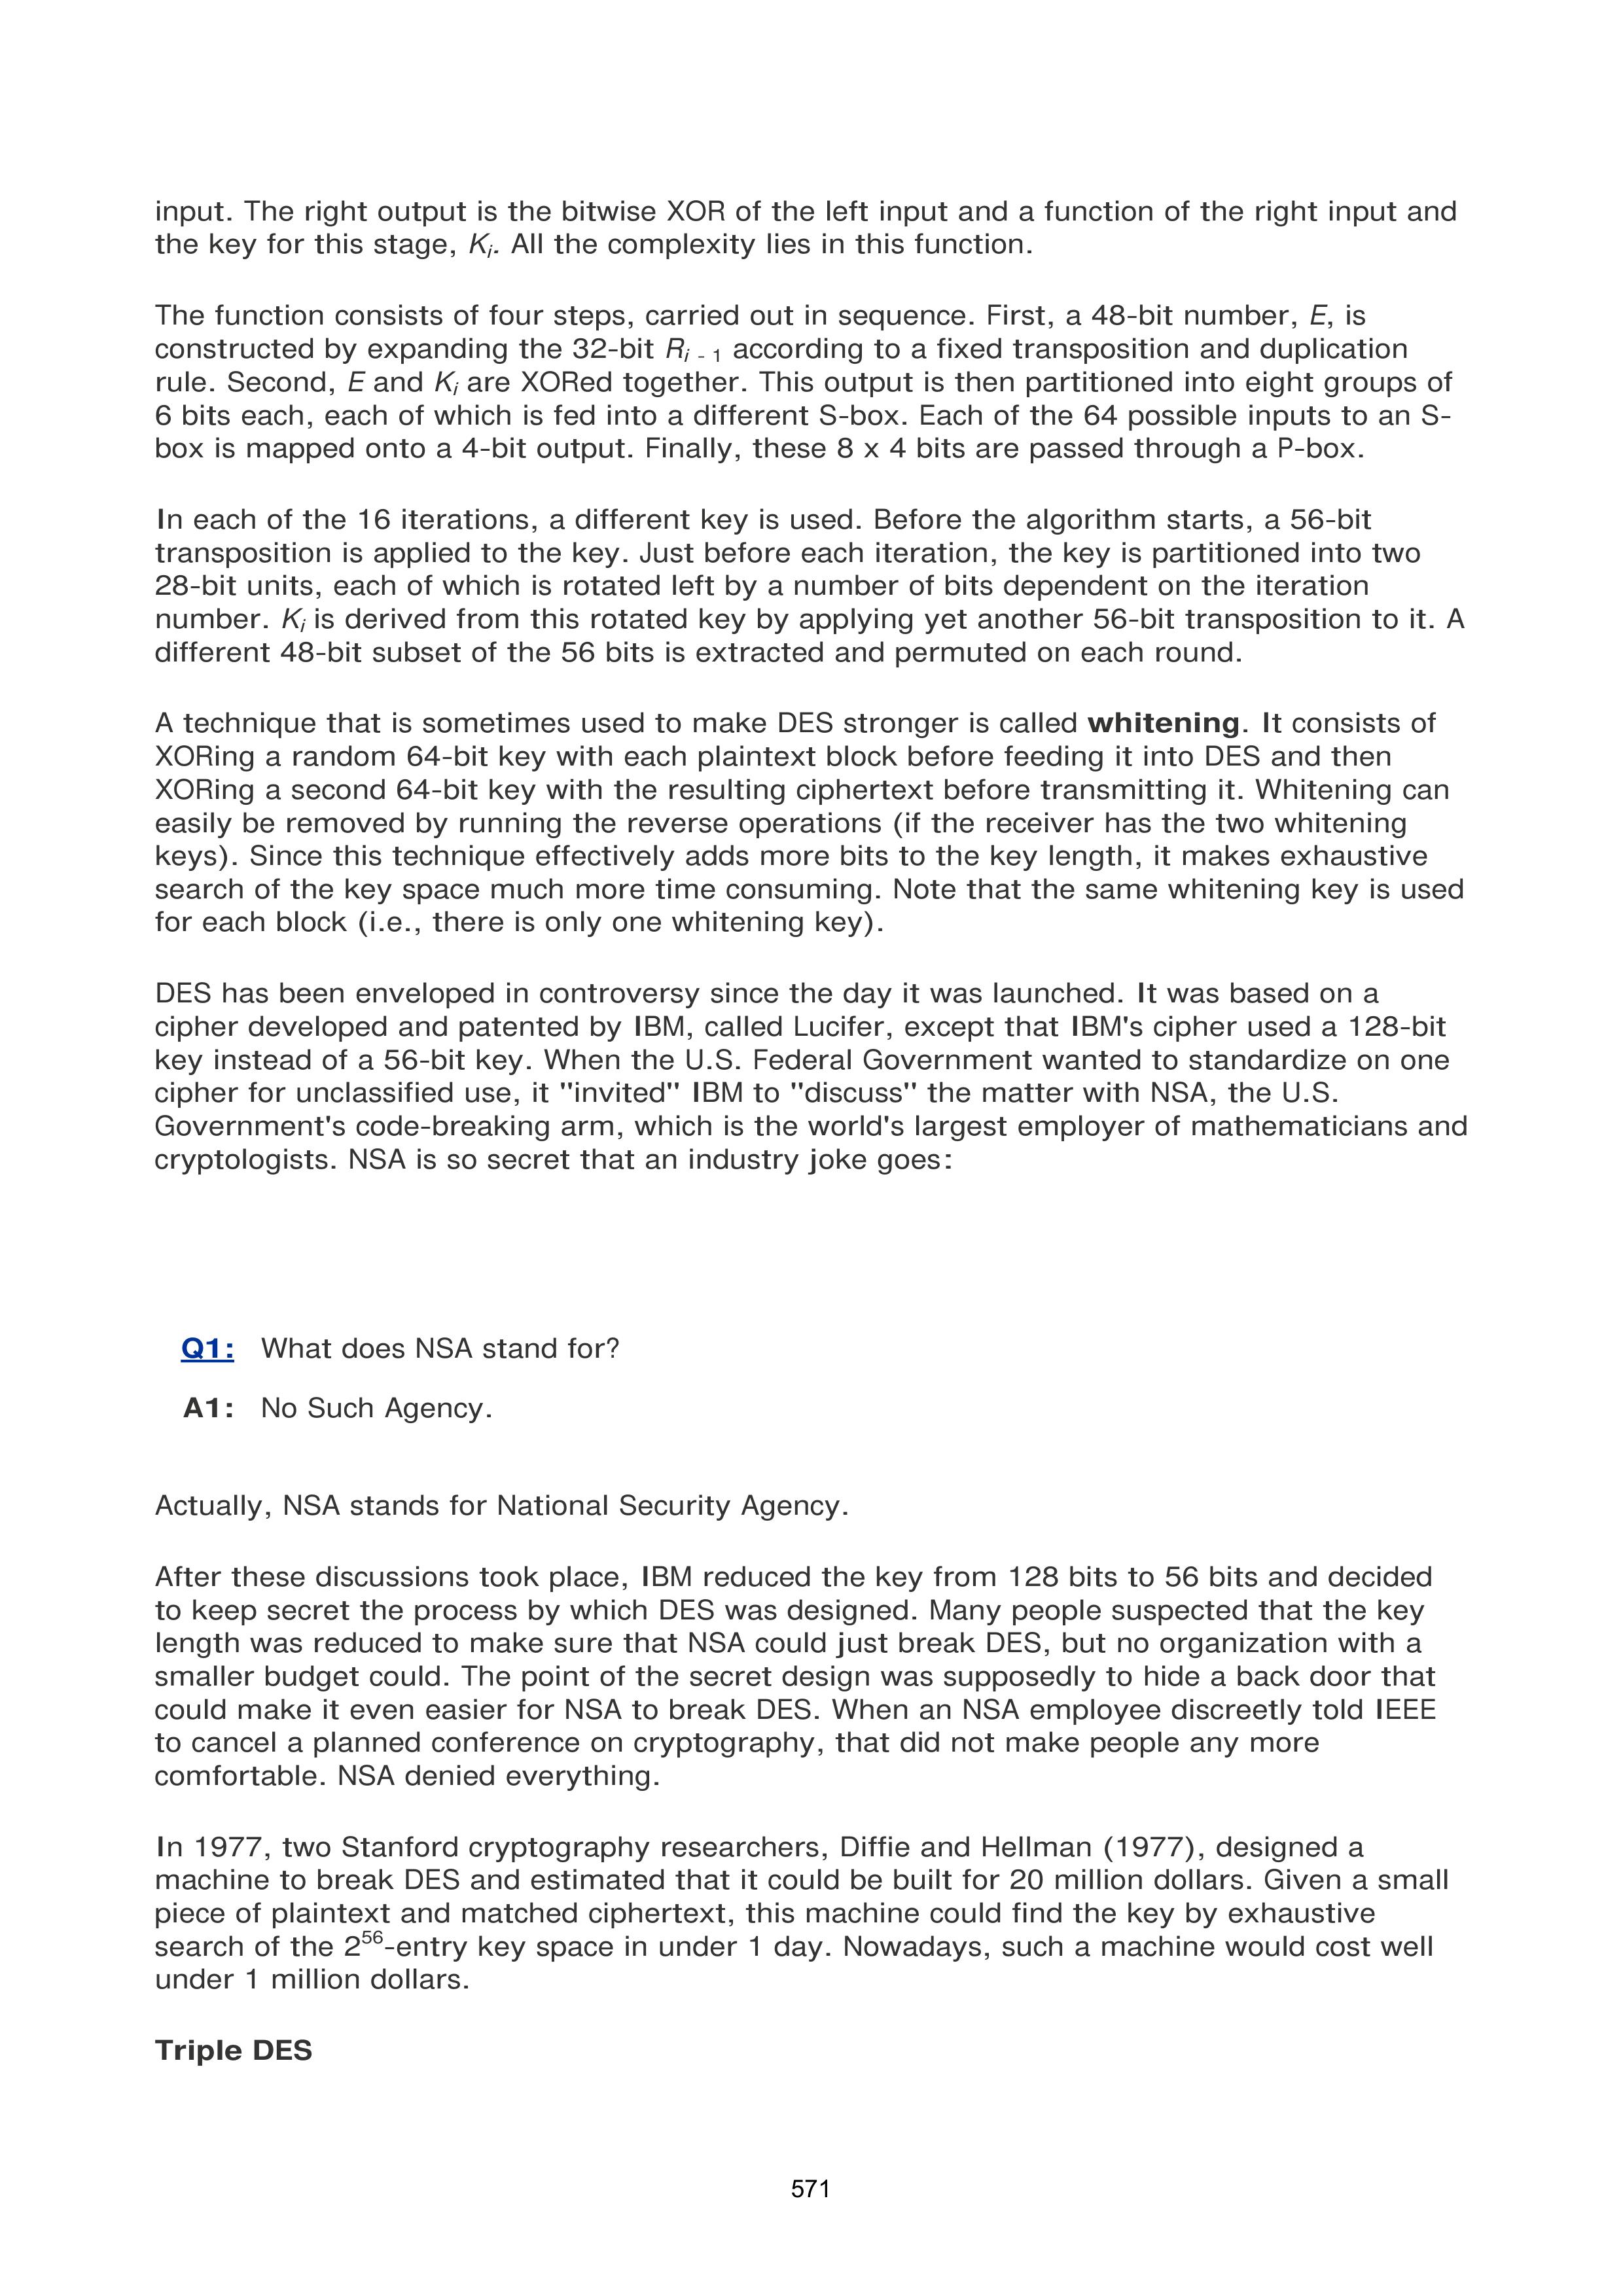 input. The right output is the bitwise XOR of the left input and a function of the right input and
the key for this stage, Ki. All the complexity lies in this function.
The function consists of four steps, carried out in sequence. First, a 48-bit number, E, is
constructed by expanding the 32-bit Ri - 1 according to a fixed transposition and duplication
rule. Second, E and Ki are XORed together. This output is then partitioned into eight groups of
6 bits each, each of which is fed into a different S-box. Each of the 64 possible inputs to an S-
box is mapped onto a 4-bit output. Finally, these 8 x 4 bits are passed through a P-box.
In each of the 16 iterations, a different key is used. Before the algorithm starts, a 56-bit
transposition is applied to the key. Just before each iteration, the key is partitioned into two
28-bit units, each of which is rotated left by a number of bits dependent on the iteration
number. Ki is derived from this rotated key by applying yet another 56-bit transposition to it. A
different 48-bit subset of the 56 bits is extracted and permuted on each round.
A technique that is sometimes used to make DES stronger is called whitening. It consists of
XORing a random 64-bit key with each plaintext block before feeding it into DES and then
XORing a second 64-bit key with the resulting ciphertext before transmitting it. Whitening can
easily be removed by running the reverse operations (if the receiver has the two whitening
keys). Since this technique effectively adds more bits to the key length, it makes exhaustive
search of the key space much more time consuming. Note that the same whitening key is used
for each block (i.e., there is only one whitening key).
DES has been enveloped in controversy since the day it was launched. It was based on a
cipher developed and patented by IBM, called Lucifer, except that IBM's cipher used a 128-bit
key instead of a 56-bit key. When the U.S. Federal Government wanted to standardize on one
cipher for unclassified use, it "invited" IBM to "discuss" the matter with NSA, the U.S.
Government's code-breaking arm, which is the world's largest employer of mathematicians and
cryptologists. NSA is so secret that an industry joke goes:
Q1: What does NSA stand for?
A1: No Such Agency.
Actually, NSA stands for National Security Agency.
After these discussions took place, IBM reduced the key from 128 bits to 56 bits and decided
to keep secret the process by which DES was designed. Many people suspected that the key
length was reduced to make sure that NSA could just break DES, but no organization with a
smaller budget could. The point of the secret design was supposedly to hide a back door that
could make it even easier for NSA to break DES. When an NSA employee discreetly told IEEE
to cancel a planned conference on cryptography, that did not make people any more
comfortable. NSA denied everything.
In 1977, two Stanford cryptography researchers, Diffie and Hellman (1977), designed a
machine to break DES and estimated that it could be built for 20 million dollars. Given a small
piece of plaintext and matched ciphertext, this machine could find the key by exhaustive
search of the 2^56-entry key space in under 1 day. Nowadays, such a machine would cost well
under 1 million dollars.
Triple DES
571